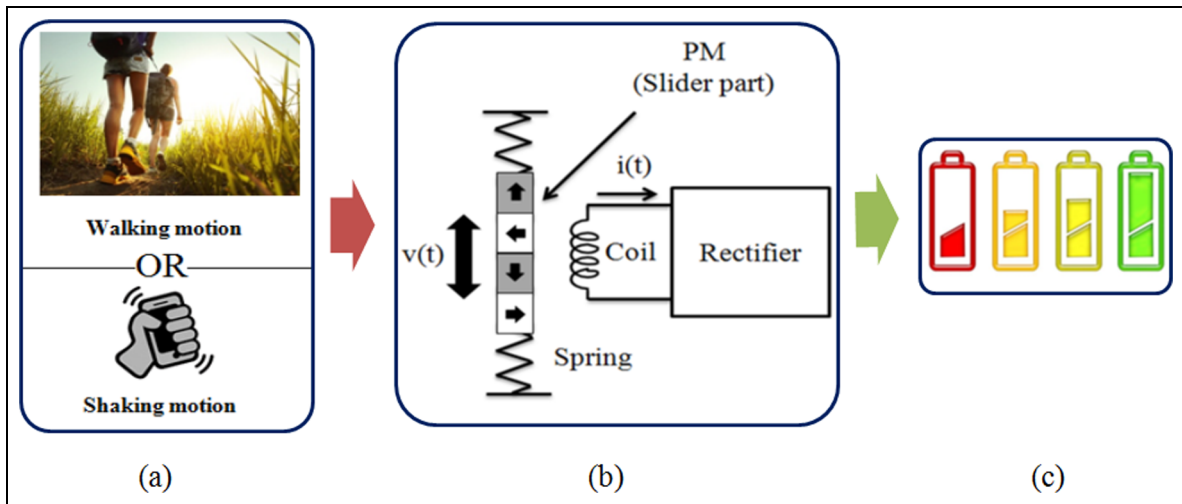 Walking motion
OR
Shaking motion
PM
(Slider part)
i(t)
v(t)
Coil
Rectifier
Spring
(a)
(b)
(c)